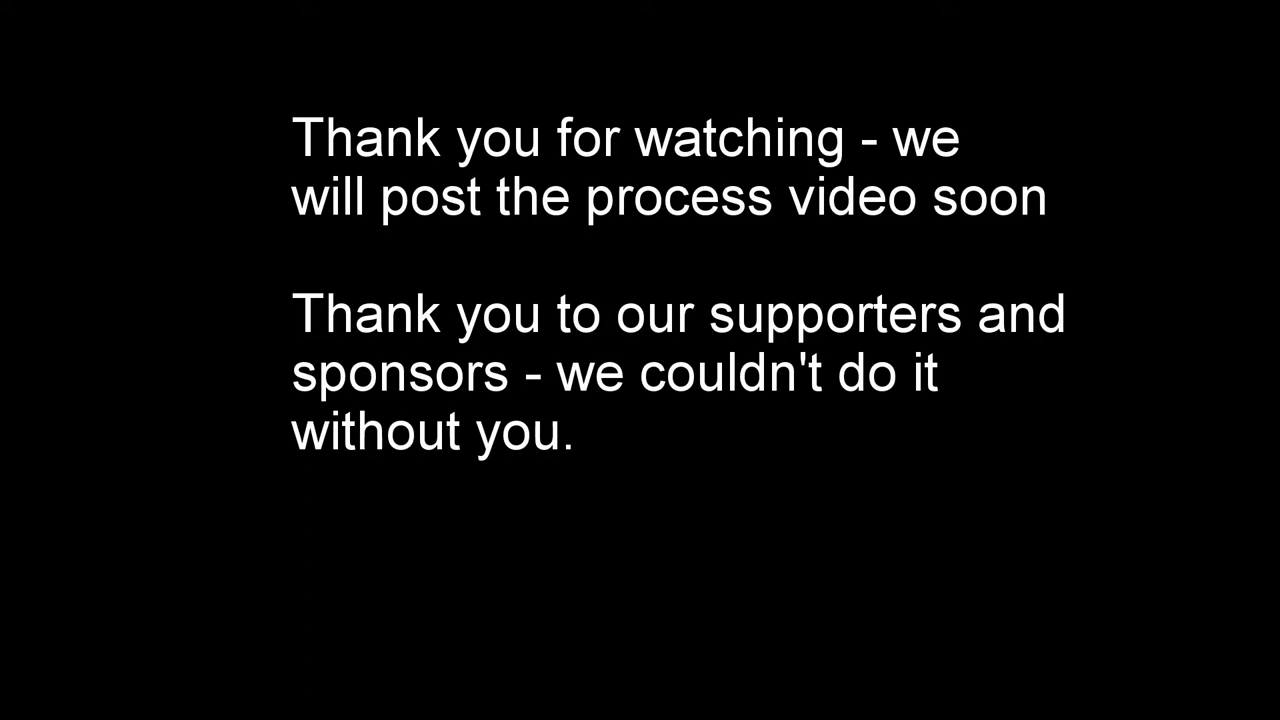 Thank you for watching - we
will post the process video soon
Thank you to our supporters and
sponsors - we couldn't do it
without you.